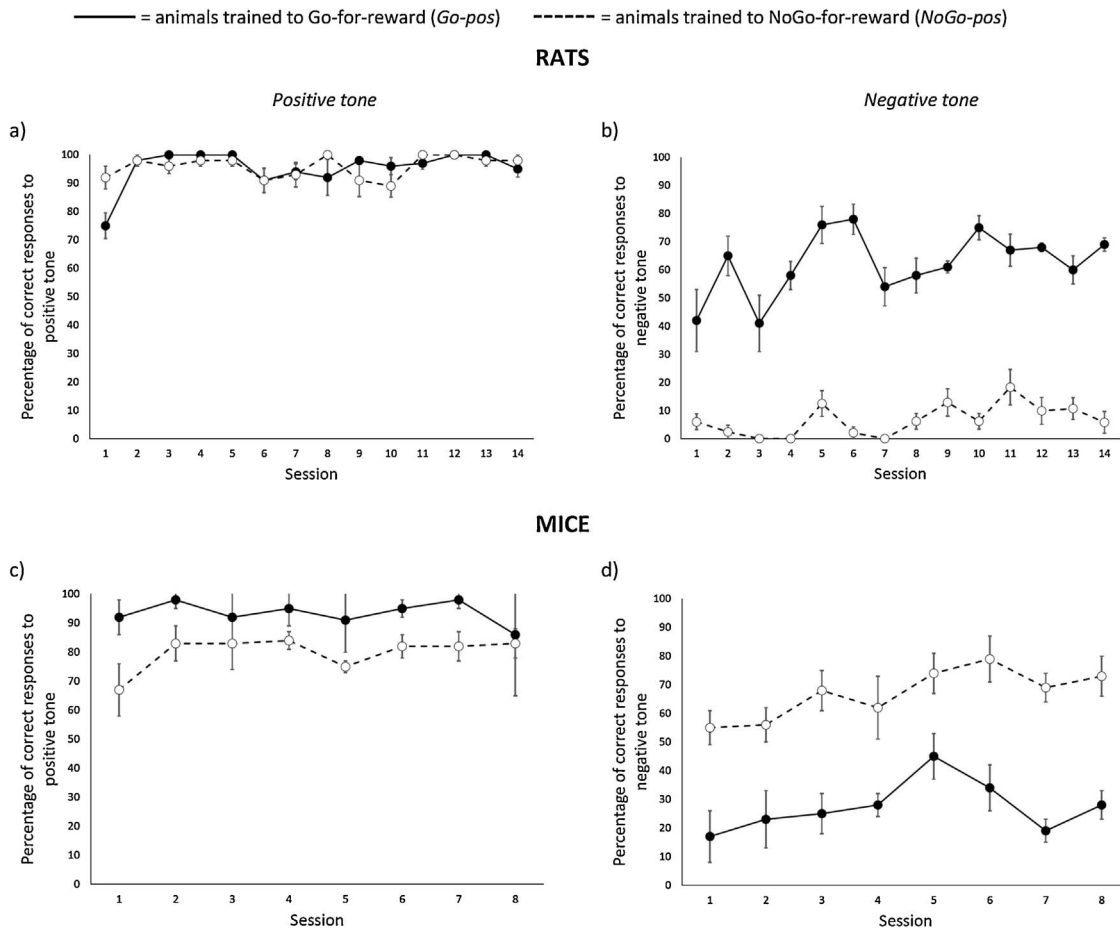 = animals trained to Go-for-reward (Go-pos) = animals trained to NoGo-for-reward (NoGo-pos)
RATS
Positive tone
Negative tone
a)
Percentage of correct responses to
positive tone
100
90
80
70
60
50
40
30
20
10
0
1 2 3 4 5 6 7 8 9 10 11 12 13 14
Session
b)
Percentage of correct responses to
negative tone
100
90
80
70
60
50
40
30
20
10
0
1 2 3 4 5 6 7 8 9 10 11 12 13 14
Session
MICE
c)
Percentage of correct responses to
positive tone
100
90
80
70
60
50
40
30
20
10
0
1 2 3 4 5 6 7 8
Session
d)
Percentage of correct responses to
negative tone
100
90
80
70
60
50
40
30
20
10
0
1 2 3 4 5 6 7 8
Session